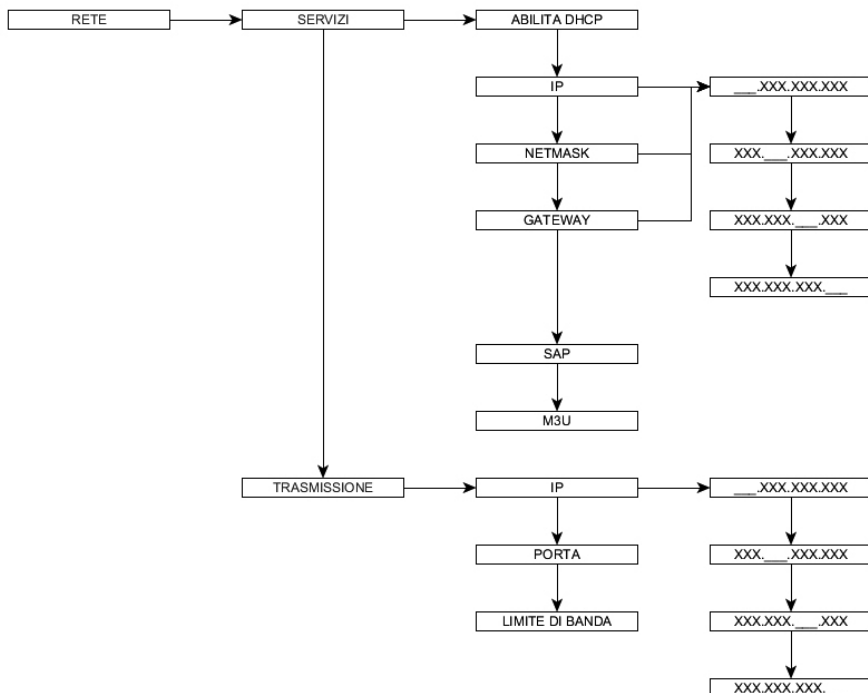 RETE
SERVIZI
ABILITA DHCP
IP
___.XXX.XXX.XXX
NETMASK
XXX.___.XXX.XXX
GATEWAY
XXX.XXX.___.XXX
XXX.XXX.XXX.___
SAP
M3U
TRASMISSIONE
IP
___.XXX.XXX.XXX
PORTA
XXX.___.XXX.XXX
LIMITE DI BANDA
XXX.XXX.___.XXX
XXX.XXX.XXX.